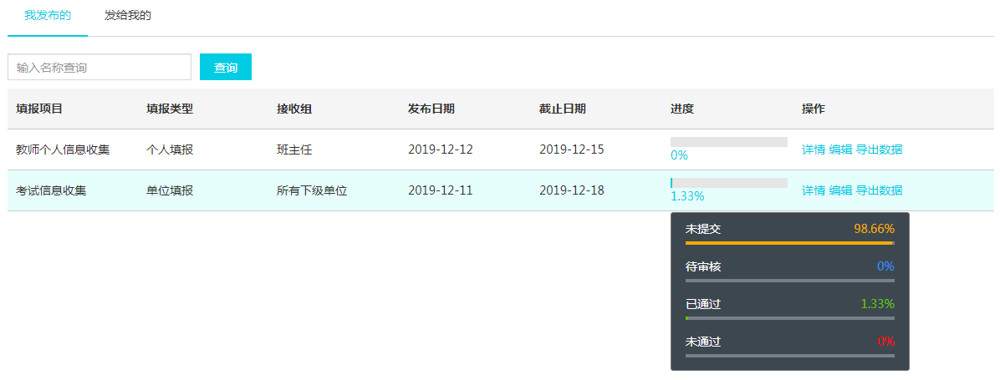 我发布的 发给我的
输入名称查询 查询
填报项目 填报类型 接收组 发布日期 截止日期 进度 操作
教师个人信息收集 个人填报 班主任 2019-12-12 2019-12-15 0% 详情 编辑 导出数据
考试信息收集 单位填报 所有下级单位 2019-12-11 2019-12-18 1.33% 详情 编辑 导出数据
未提交 98.66%
待审核 0%
已通过 1.33%
未通过 0%